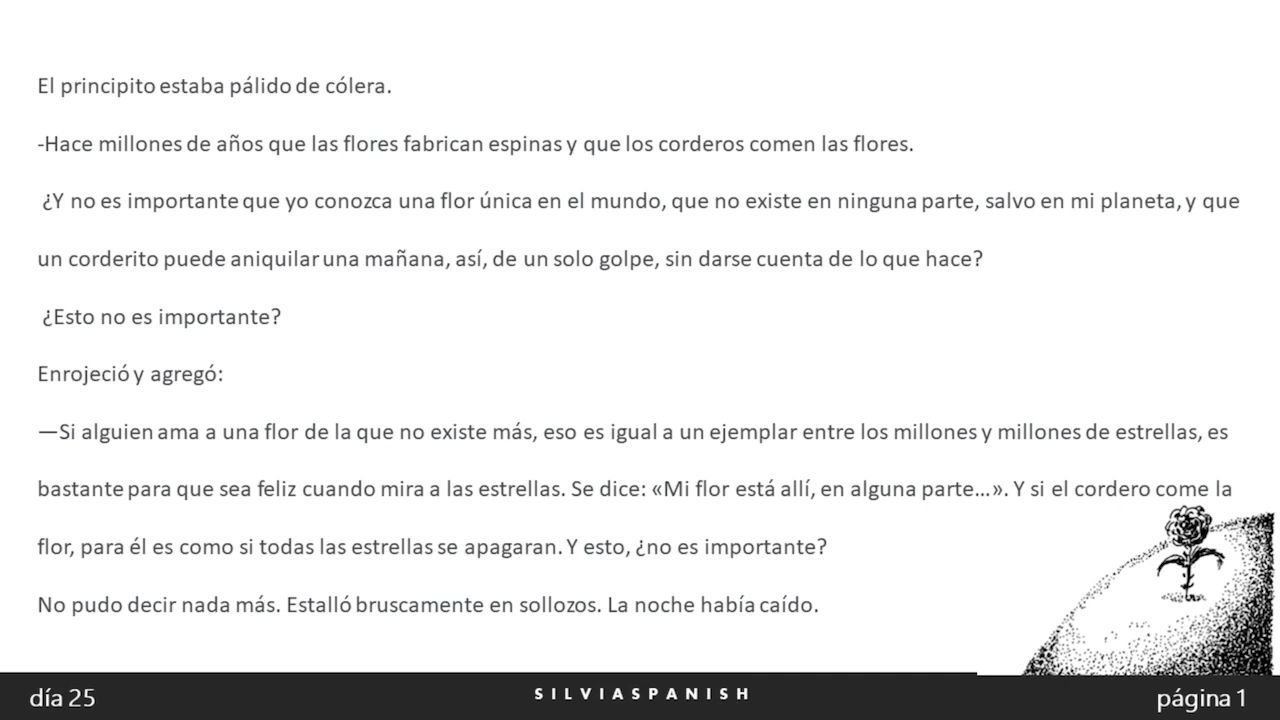 El principito estaba pálido de cólera.
-Hace millones de años que las flores fabrican espinas y que los corderos comen las flores.
¿Y no es importante que yo conozca una flor única en el mundo, que no existe en ninguna parte, salvo en mi planeta, y que
un corderito puede aniquilar una mañana, así, de un solo golpe, sin darse cuenta de lo que hace?
¿Esto no es importante?
Enrojeció y agregó:
—Si alguien ama a una flor de la que no existe más, eso es igual a un ejemplar entre los millones y millones de estrellas, es
bastante para que sea feliz cuando mira a las estrellas. Se dice: «Mi flor está allí, en alguna parte…». Y si el cordero come la
flor, para él es como si todas las estrellas se apagaran. Y esto, ¿no es importante?
No pudo decir nada más. Estalló bruscamente en sollozos. La noche había caído.
día 25
SILVIASPANISH
página 1